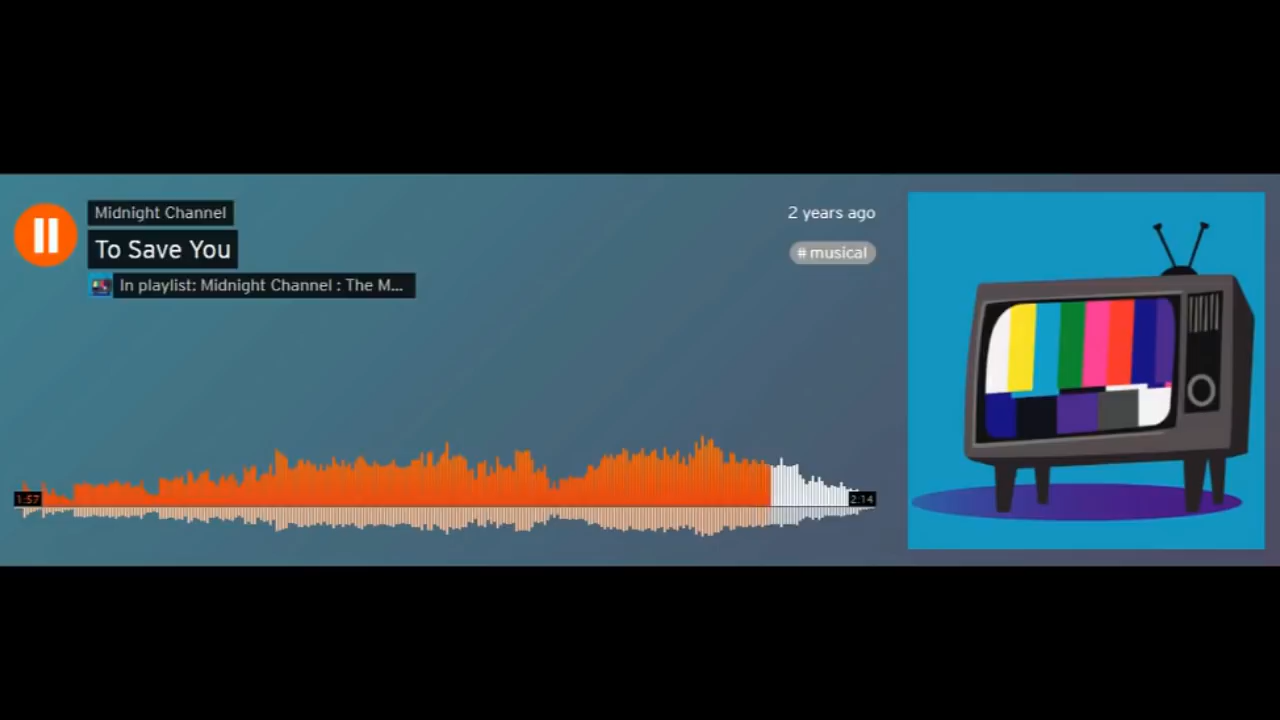 Midnight Channel
To Save You
In playlist: Midnight Channel : The M...
2 years ago
# musical
1:57
2:14